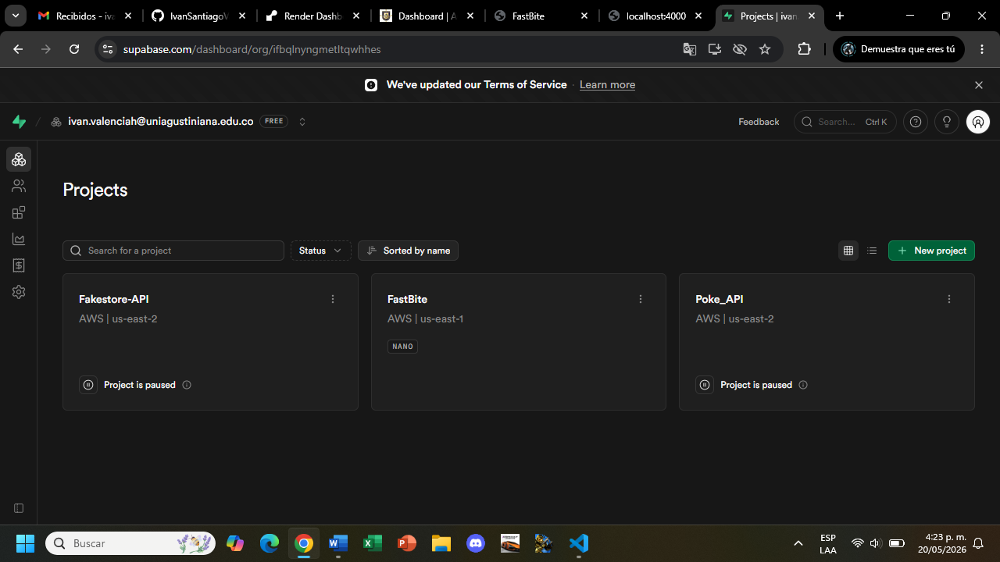 Recibidos - iva
IvanSantiagoV
Render Dashb
Dashboard | A
FastBite
localhost:4000
Projects | ivan.
supabase.com/dashboard/org/ifbqlnyngmetltqwhhes
Demuestra que eres tú
We've updated our Terms of Service · Learn more
ivan.valenciah@uniagustiniana.edu.co
FREE
Feedback
Search...
Ctrl K
Projects
Search for a project
Status
Sorted by name
New project
Fakestore-API
AWS | us-east-2
Project is paused
FastBite
AWS | us-east-1
NANO
Poke_API
AWS | us-east-2
Project is paused
Buscar
ESP
LAA
4:23 p. m.
20/05/2026